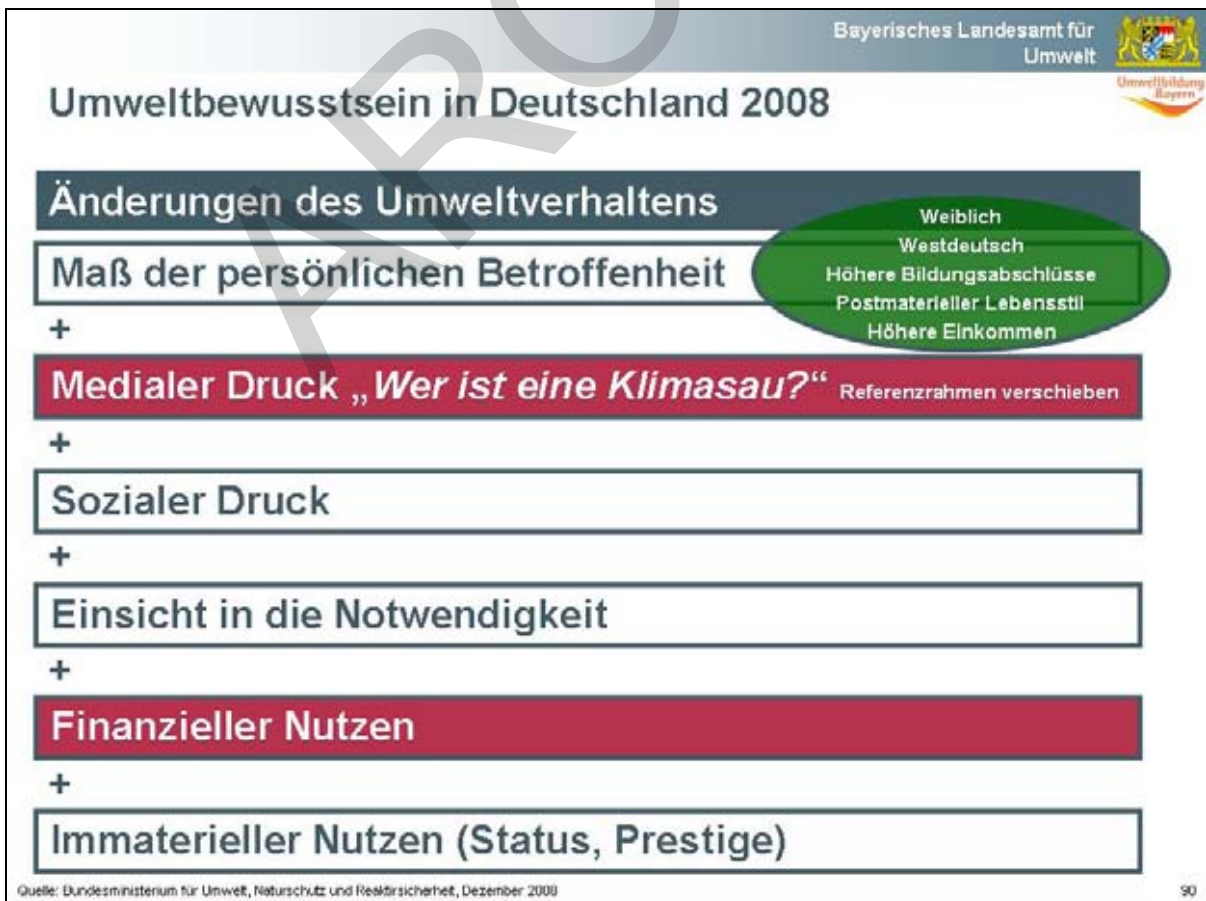 Bayerisches Landesamt für
Umwelt
Umweltbildung
Bayern
Umweltbewusstsein in Deutschland 2008
Änderungen des Umweltverhaltens
Weiblich
Westdeutsch
Höhere Bildungsabschlüsse
Postmaterieller Lebensstil
Höhere Einkommen
Maß der persönlichen Betroffenheit
+
Medialer Druck „Wer ist eine Klimasau?“ Referenzrahmen verschieben
+
Sozialer Druck
+
Einsicht in die Notwendigkeit
+
Finanzieller Nutzen
+
Immaterieller Nutzen (Status, Prestige)
Quelle: Bundesministerium für Umwelt, Naturschutz und Reaktirsicherheit, Dezember 2008
90
ARC